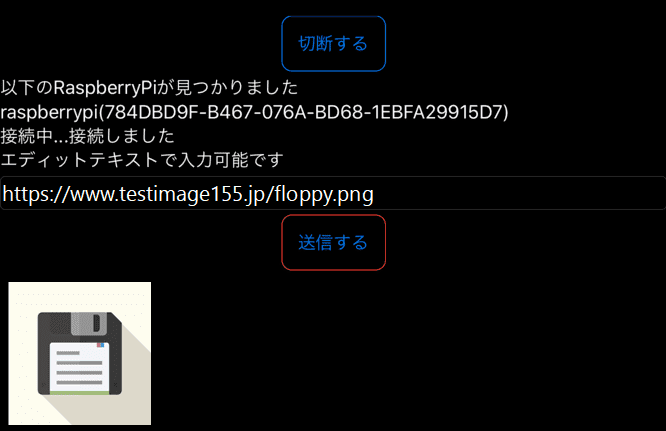 切断する
以下のRaspberryPiが見つかりました
raspberrypi(784DBD9F-B467-076A-BD68-1EBFA29915D7)
接続中...接続しました
エディットテキストで入力可能です
https://www.testimage155.jp/floppy.png
送信する